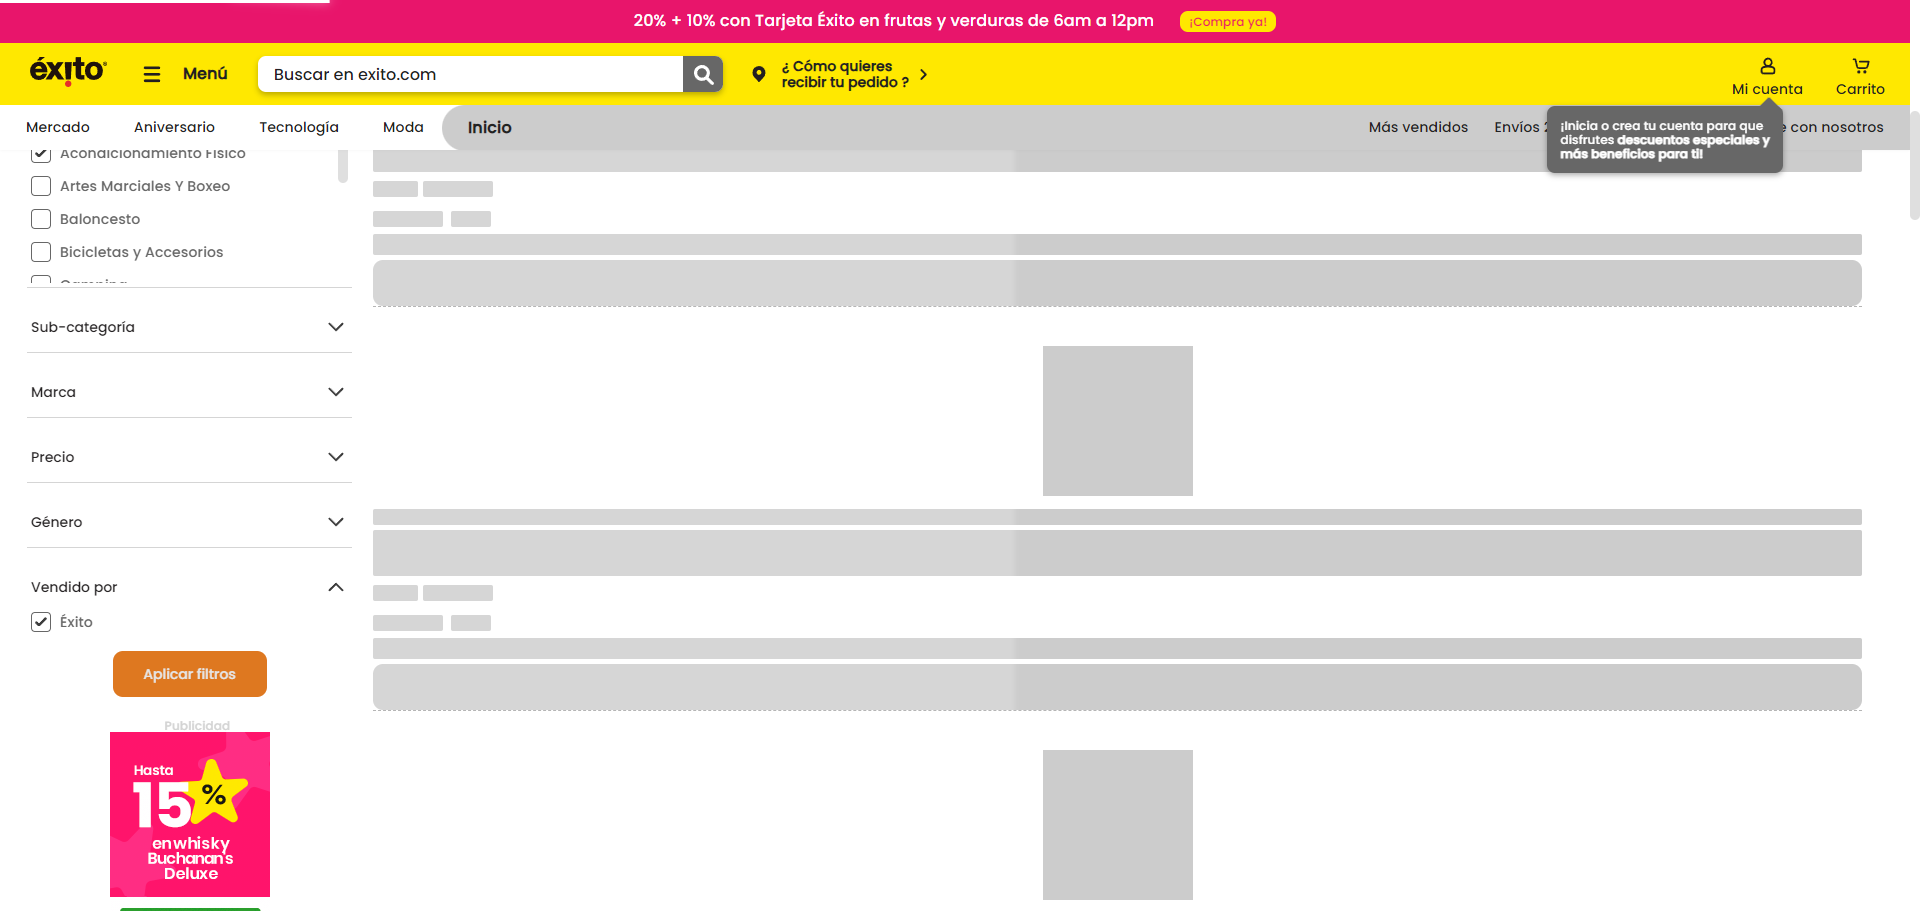 20% + 10% con Tarjeta Éxito en frutas y verduras de 6am a 12pm
¡Compra ya!
éxito
Menú
Buscar en exito.com
¿ Cómo quieres
recibir tu pedido ?
Mi cuenta
Carrito
Mercado
Aniversario
Tecnología
Moda
Inicio
Más vendidos
Envíos
con nosotros
¡Inicia o crea tu cuenta para que
disfrutes descuentos especiales y
más beneficios para ti!
Acondicionamiento Físico
Artes Marciales Y Boxeo
Baloncesto
Bicicletas y Accesorios
Sub-categoría
Marca
Precio
Género
Vendido por
Éxito
Aplicar filtros
Publicidad
Hasta
15%
en whisky
Buchanan's
Deluxe